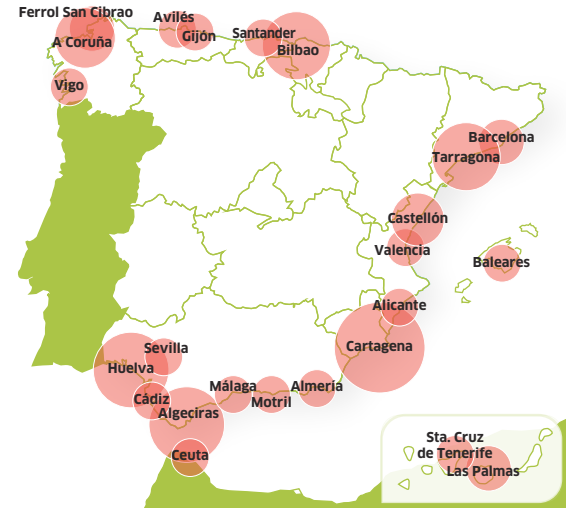 Ferrol San Cibrao
A Coruña
Avilés
Gijón
Santander
Bilbao
Vigo
Barcelona
Tarragona
Castellón
Valencia
Baleares
Alicante
Cartagena
Sevilla
Huelva
Cádiz
Algeciras
Málaga
Motril
Almería
Ceuta
Sta. Cruz
de Tenerife
Las Palmas